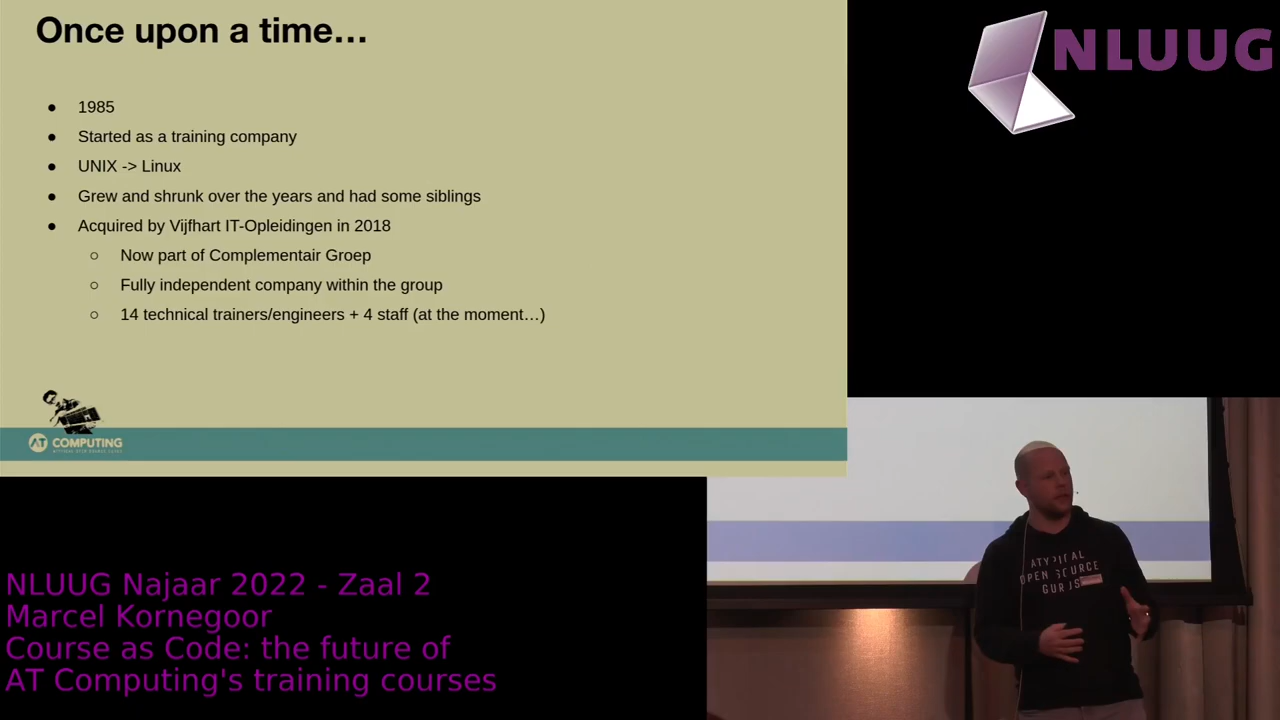 Once upon a time…
● 1985
● Started as a training company
● UNIX -> Linux
● Grew and shrunk over the years and had some siblings
● Acquired by Vijfhart IT-Opleidingen in 2018
○ Now part of Complementair Groep
○ Fully independent company within the group
○ 14 technical trainers/engineers + 4 staff (at the moment…)
AT COMPUTING
NLUUG
ATYPICAL
OPEN SOURCE
GURUS
NLUUG Najaar 2022 - Zaal 2
Marcel Kornegoor
Course as Code: the future of
AT Computing's training courses